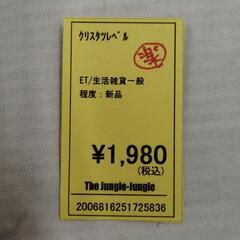 ｸﾘｽﾀﾂﾚﾍﾞﾙ
楽
ET/生活雑貨一般
程度：新品
¥1,980
(税込)
The Jungle-Jungle
2006816251725836